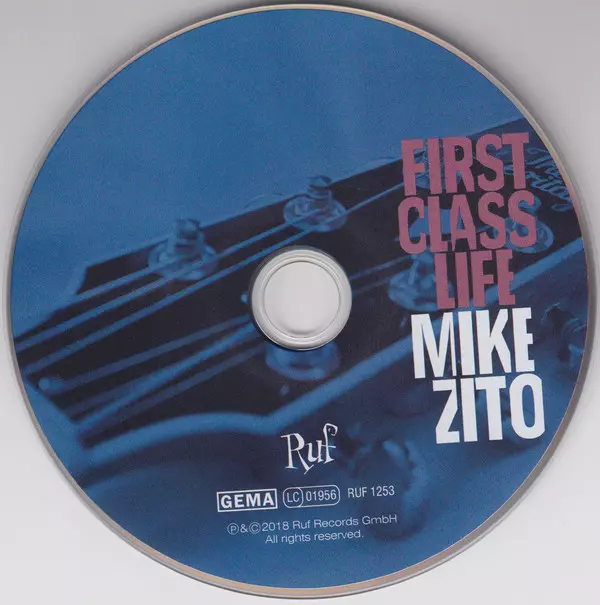 FIRST
CLASS
LIFE
MIKE
ZITO
Ruf
GEMA LC 01956 RUF 1253
℗&©2018 Ruf Records GmbH
All rights reserved.